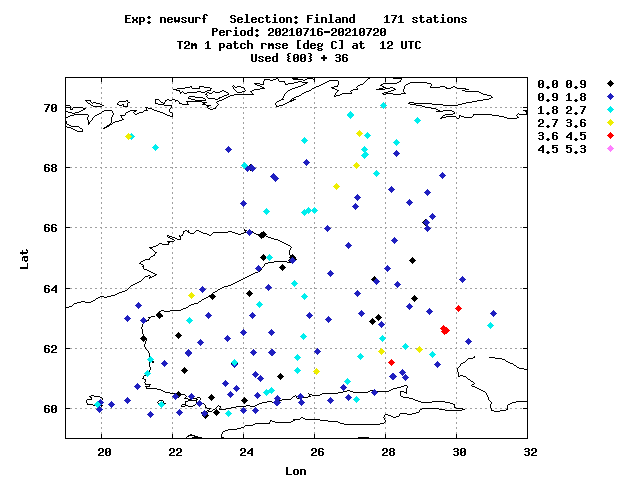 Exp: newsurf   Selection: Finland    171 stations
Period: 20210716-20210720
T2m 1 patch rmse [deg C] at  12 UTC
Used {00} + 36
0.0 0.9
0.9 1.8
1.8 2.7
2.7 3.6
3.6 4.5
4.5 5.3
70
68
66
64
62
60
Lat
20 22 24 26 28 30 32
Lon